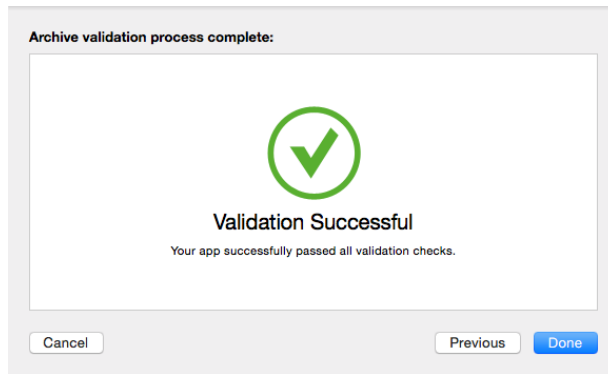 Archive validation process complete:
Validation Successful
Your app successfully passed all validation checks.
Cancel
Previous
Done